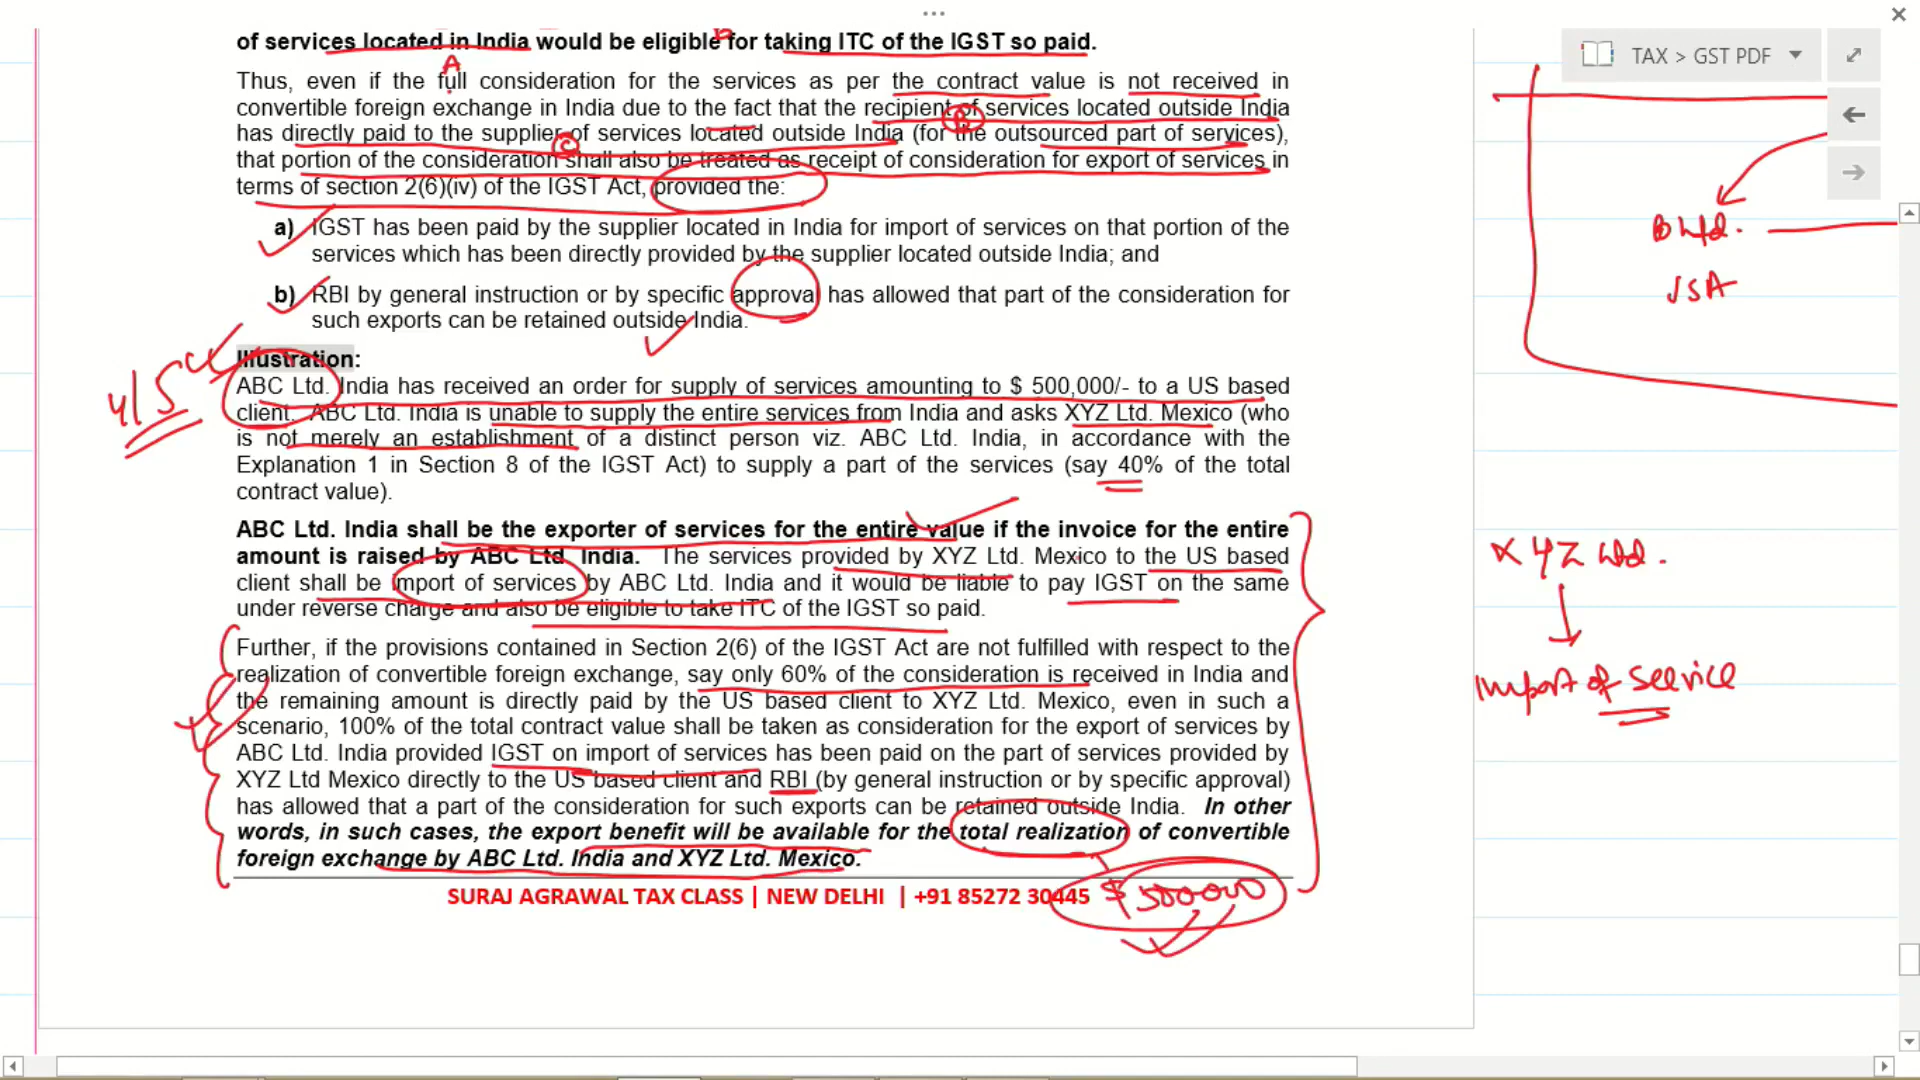 TAX > GST PDF
of services located in India would be eligible for taking ITC of the IGST so paid.
A
Thus, even if the full consideration for the services as per the contract value is not received in
convertible foreign exchange in India due to the fact that the recipient of services located outside India
B
has directly paid to the supplier of services located outside India (for the outsourced part of services),
C
that portion of the consideration shall also be treated as receipt of consideration for export of services in
terms of section 2(6)(iv) of the IGST Act, provided the:
a) IGST has been paid by the supplier located in India for import of services on that portion of the
services which has been directly provided by the supplier located outside India; and
b) RBI by general instruction or by specific approval has allowed that part of the consideration for
such exports can be retained outside India.
Illustration:
ABC Ltd. India has received an order for supply of services amounting to $ 500,000/- to a US based
client. ABC Ltd. India is unable to supply the entire services from India and asks XYZ Ltd. Mexico (who
is not merely an establishment of a distinct person viz. ABC Ltd. India, in accordance with the
Explanation 1 in Section 8 of the IGST Act) to supply a part of the services (say 40% of the total
contract value).
ABC Ltd. India shall be the exporter of services for the entire value if the invoice for the entire
amount is raised by ABC Ltd. India. The services provided by XYZ Ltd. Mexico to the US based
client shall be import of services by ABC Ltd. India and it would be liable to pay IGST on the same
under reverse charge and also be eligible to take ITC of the IGST so paid.
Further, if the provisions contained in Section 2(6) of the IGST Act are not fulfilled with respect to the
realization of convertible foreign exchange, say only 60% of the consideration is received in India and
the remaining amount is directly paid by the US based client to XYZ Ltd. Mexico, even in such a
scenario, 100% of the total contract value shall be taken as consideration for the export of services by
ABC Ltd. India provided IGST on import of services has been paid on the part of services provided by
XYZ Ltd Mexico directly to the US based client and RBI (by general instruction or by specific approval)
has allowed that a part of the consideration for such exports can be retained outside India. In other
words, in such cases, the export benefit will be available for the total realization of convertible
foreign exchange by ABC Ltd. India and XYZ Ltd. Mexico.
SURAJ AGRAWAL TAX CLASS | NEW DELHI | +91 85272 30445
$500000
B Ltd.
USA
XYZ Ltd.
Import of Service